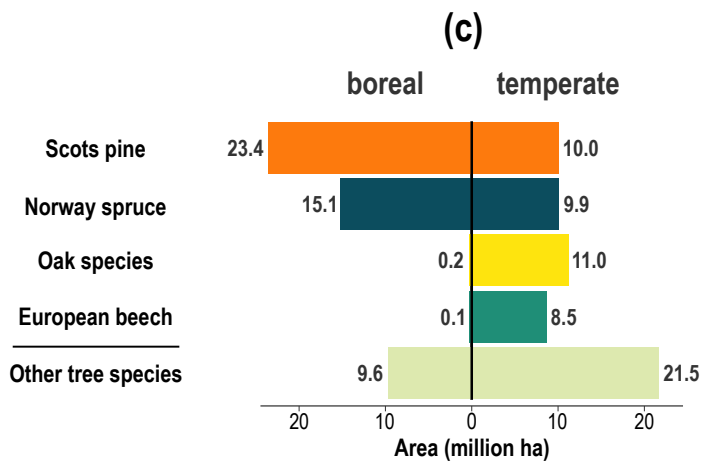 (c)
boreal temperate
Scots pine 23.4 10.0
Norway spruce 15.1 9.9
Oak species 0.2 11.0
European beech 0.1 8.5
Other tree species 9.6 21.5
20 10 0 10 20
Area (million ha)